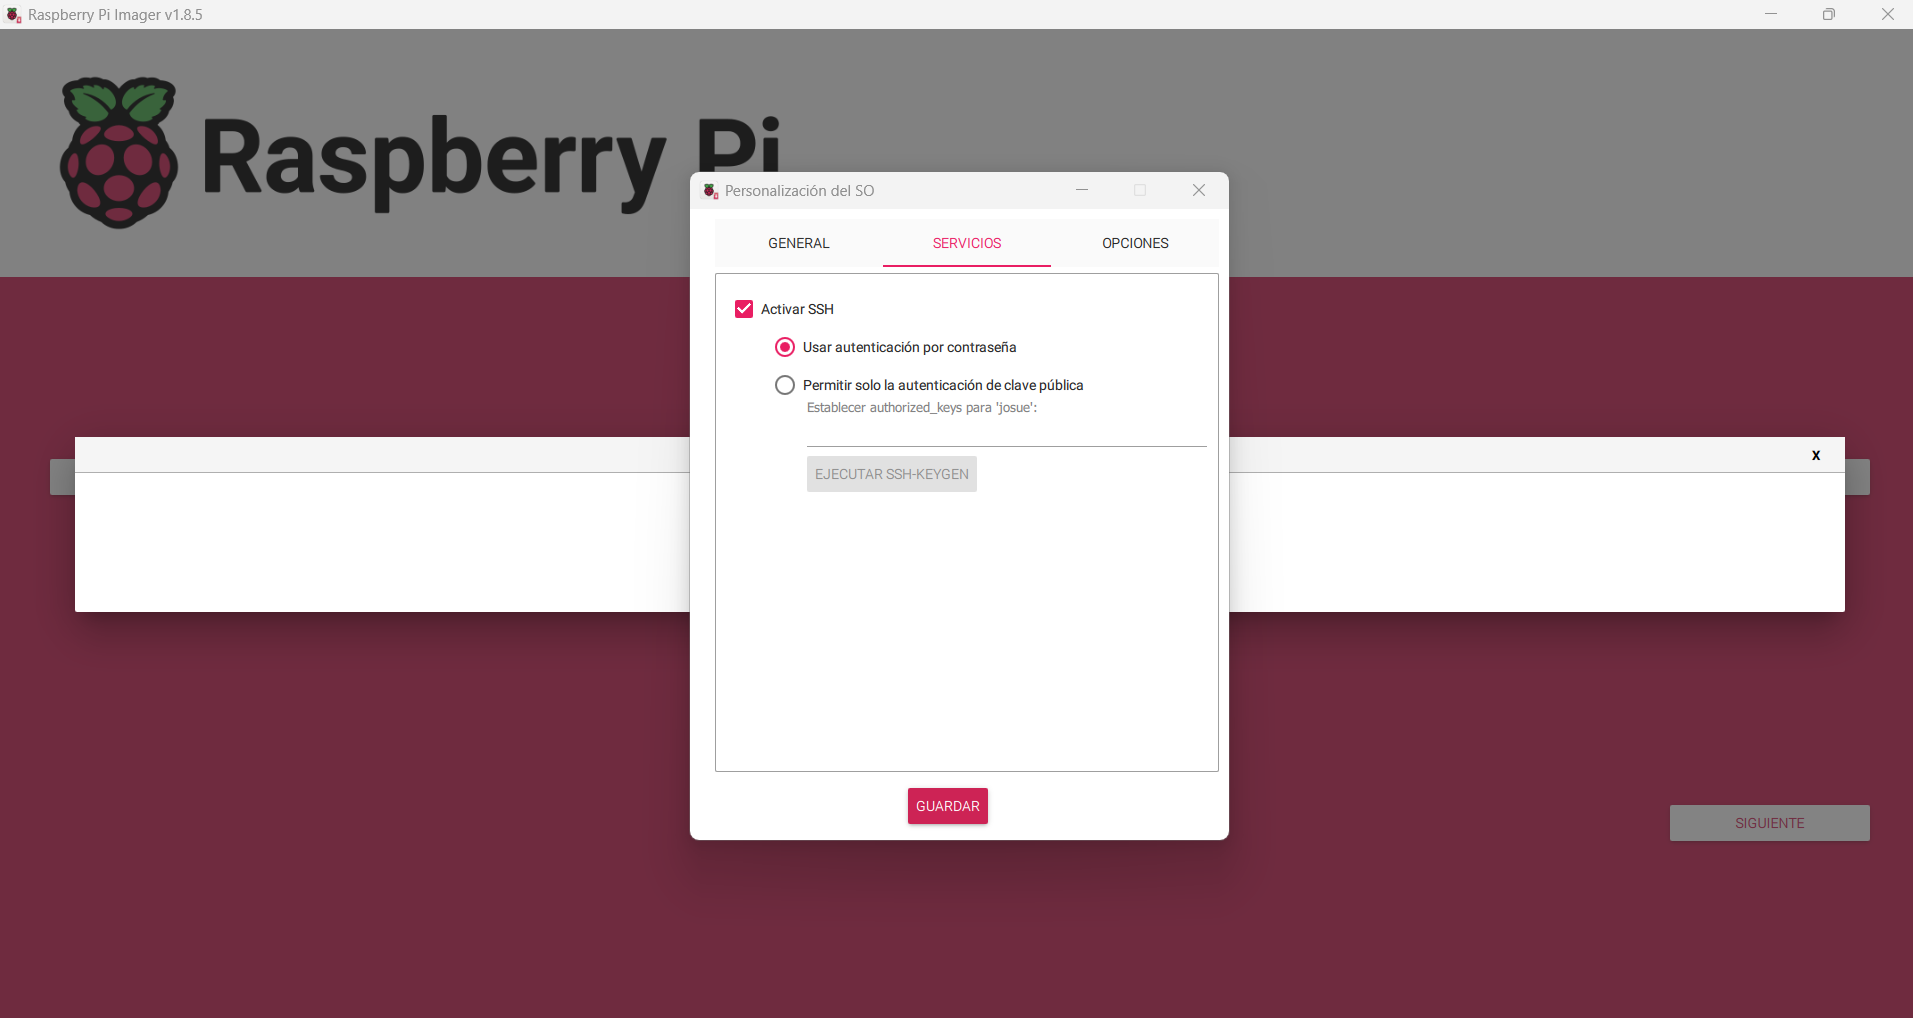 Raspberry Pi Imager v1.8.5
Raspberry Pi
Personalización del SO
GENERAL
SERVICIOS
OPCIONES
Activar SSH
Usar autenticación por contraseña
Permitir solo la autenticación de clave pública
Establecer authorized_keys para 'josue':
X
EJECUTAR SSH-KEYGEN
GUARDAR
SIGUIENTE